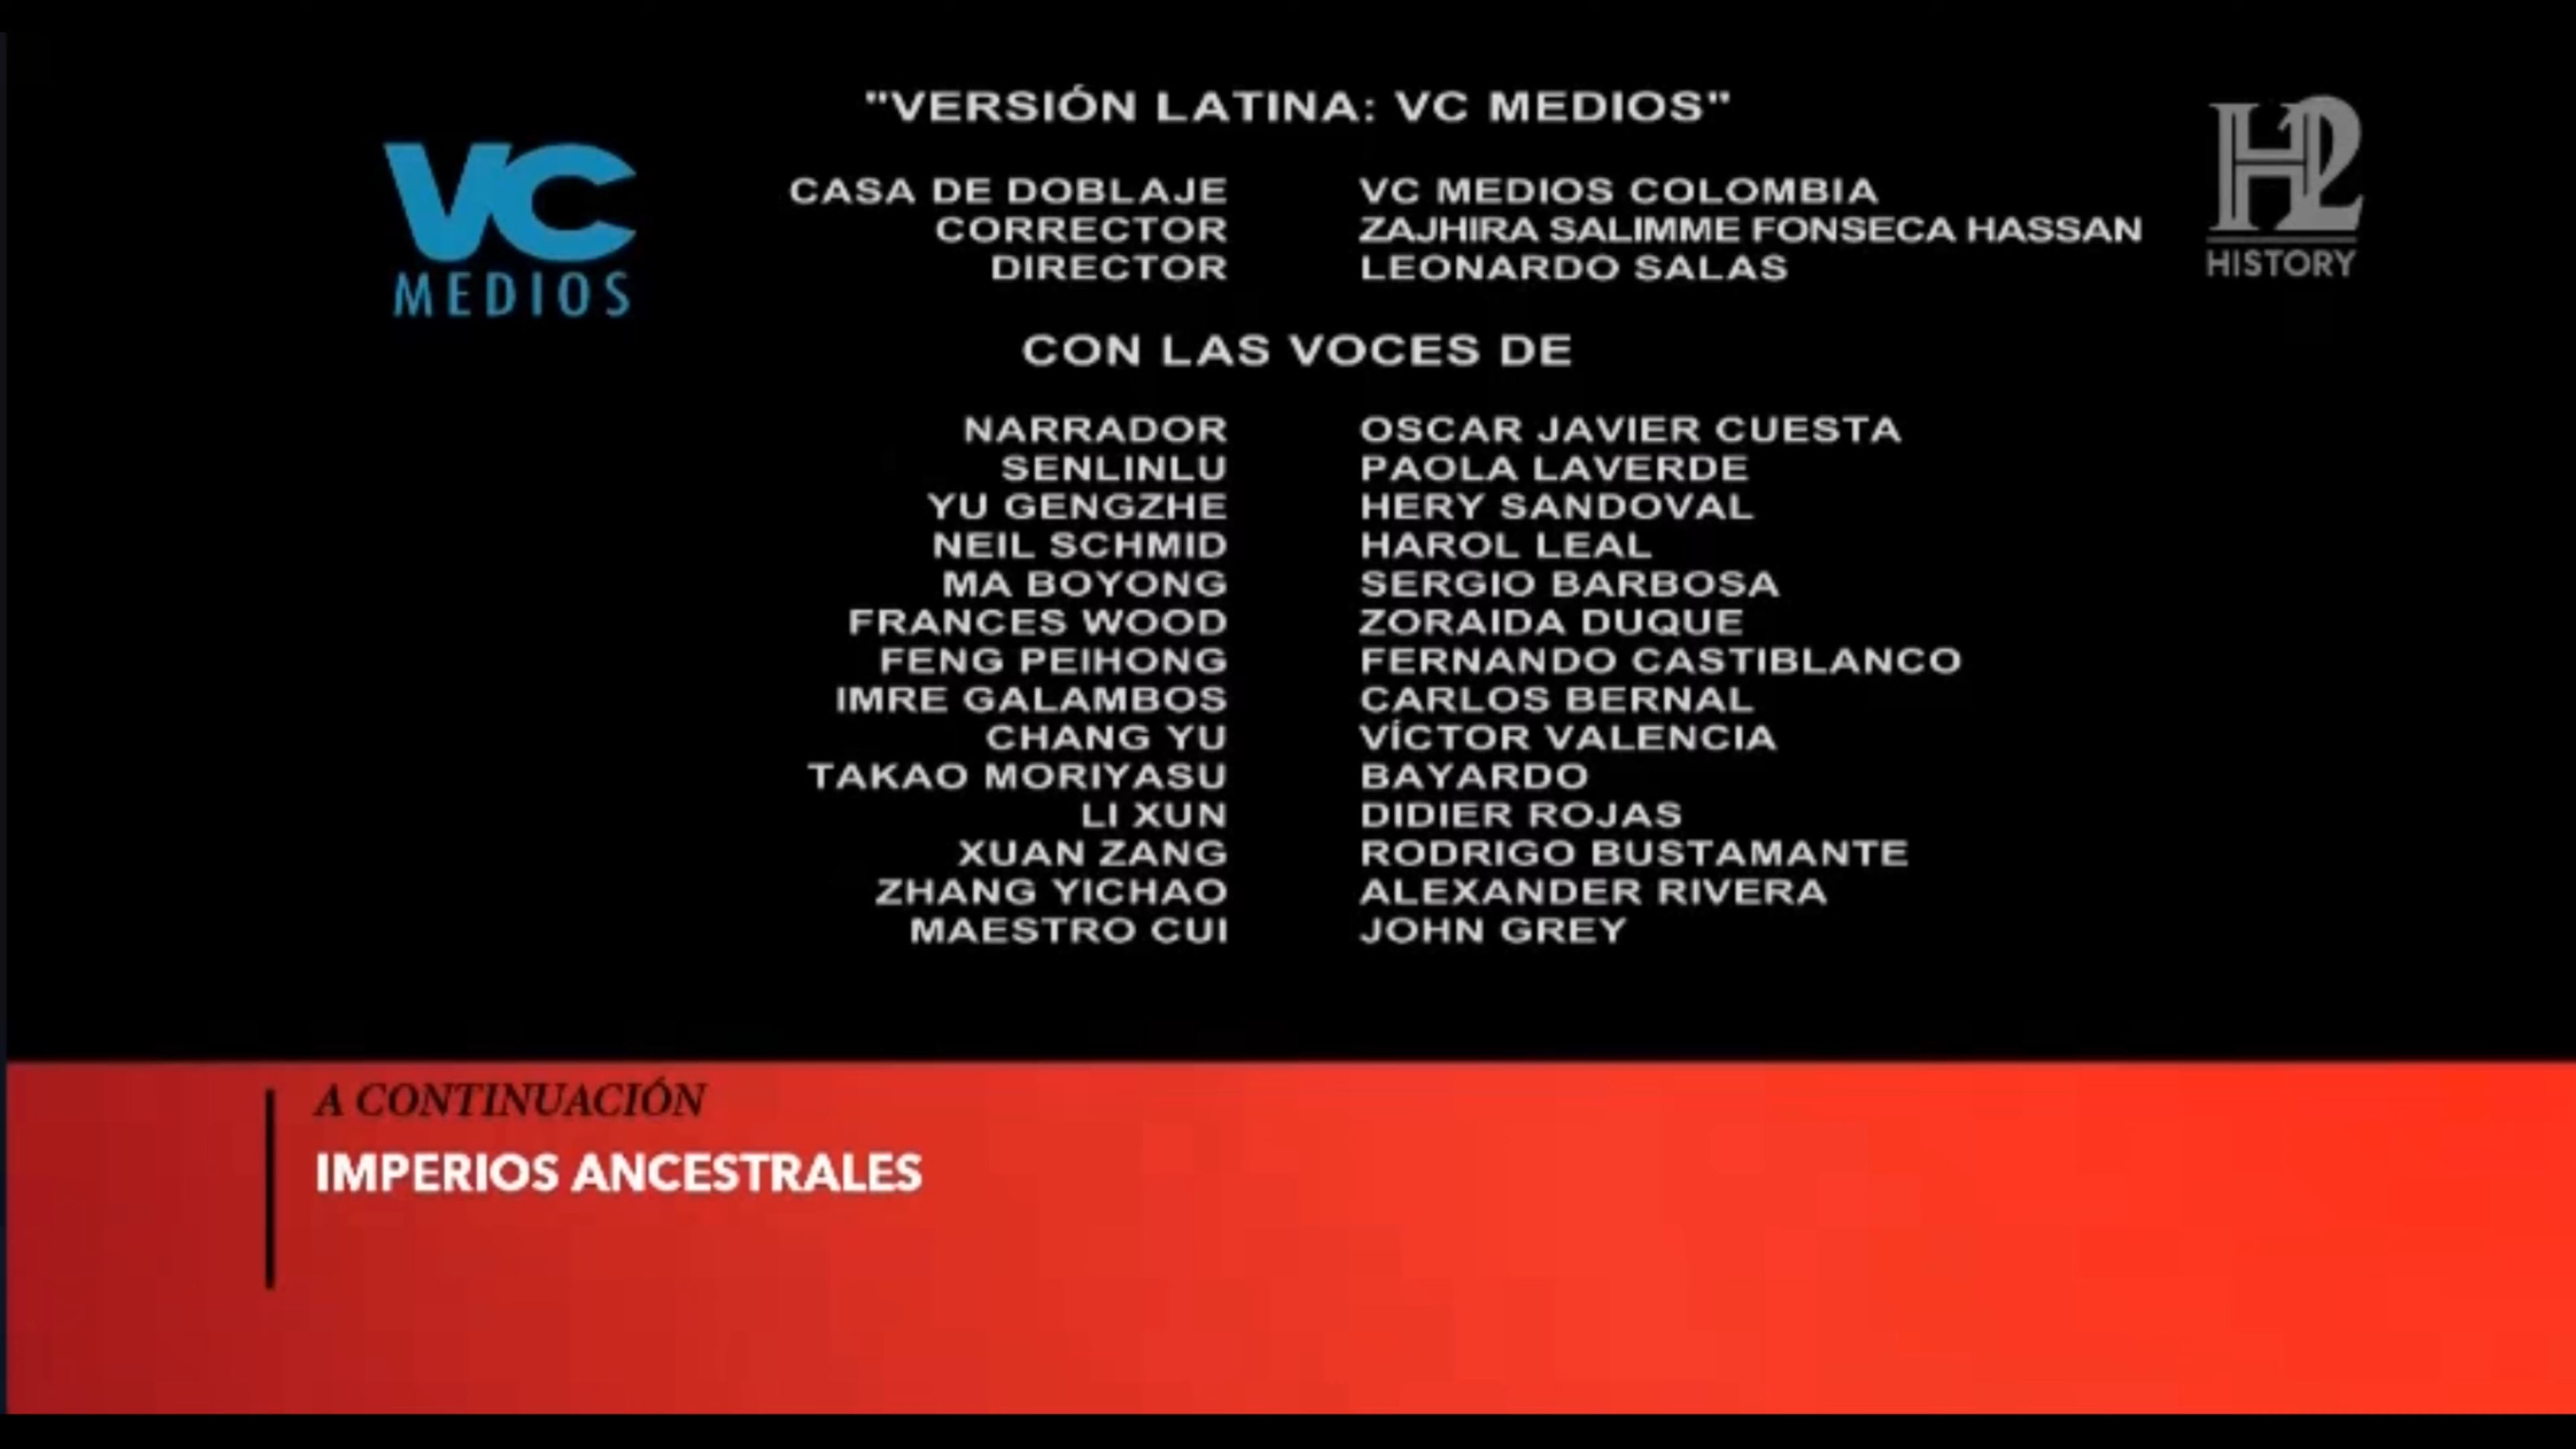 "VERSIÓN LATINA: VC MEDIOS"
VC
MEDIOS
H2
HISTORY
CASA DE DOBLAJE VC MEDIOS COLOMBIA
CORRECTOR ZAJHIRA SALIMME FONSECA HASSAN
DIRECTOR LEONARDO SALAS
CON LAS VOCES DE
NARRADOR OSCAR JAVIER CUESTA
SENLINLU PAOLA LAVERDE
YU GENGZHE HERY SANDOVAL
NEIL SCHMID HAROL LEAL
MA BOYONG SERGIO BARBOSA
FRANCES WOOD ZORAIDA DUQUE
FENG PEIHONG FERNANDO CASTIBLANCO
IMRE GALAMBOS CARLOS BERNAL
CHANG YU VÍCTOR VALENCIA
TAKAO MORIYASU BAYARDO
LI XUN DIDIER ROJAS
XUAN ZANG RODRIGO BUSTAMANTE
ZHANG YICHAO ALEXANDER RIVERA
MAESTRO CUI JOHN GREY
A CONTINUACIÓN
IMPERIOS ANCESTRALES